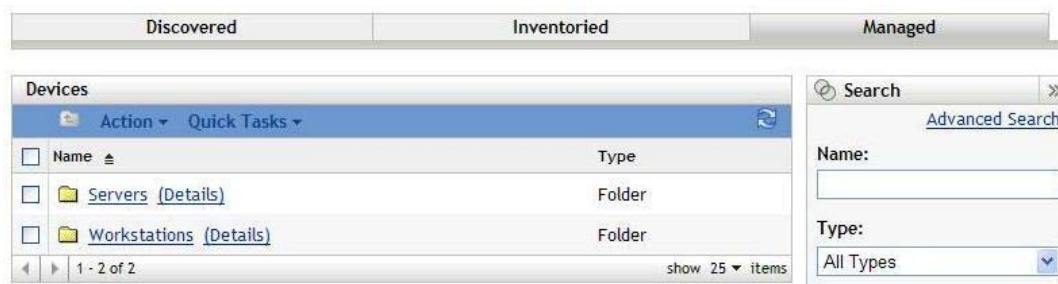 Discovered Inventoried Managed
Devices
Action Quick Tasks
Name Type
Servers (Details) Folder
Workstations (Details) Folder
1 - 2 of 2 show 25 items
Search
Advanced Search
Name:
Type:
All Types